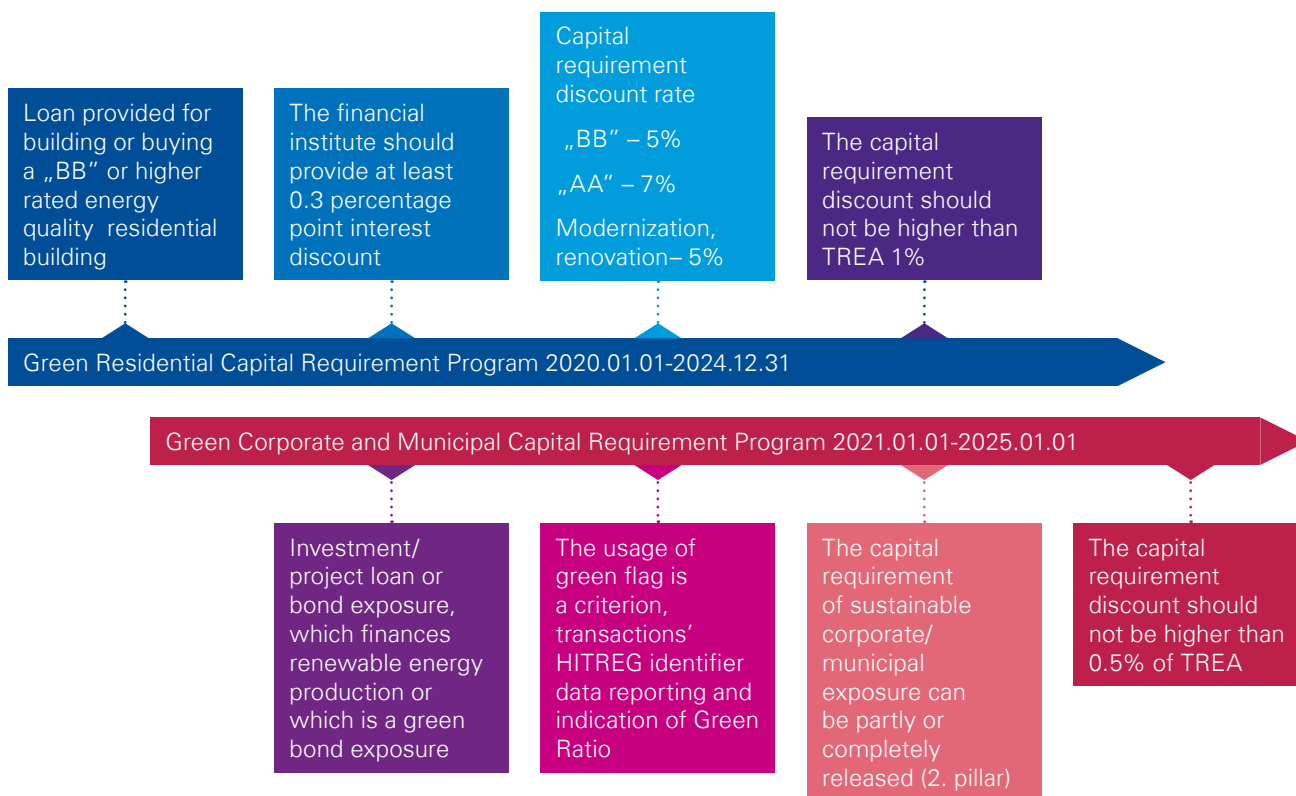 Loan provided for
building or buying
a „BB” or higher
rated energy
quality residential
building
The financial
institute should
provide at least
0.3 percentage
point interest
discount
Capital
requirement
discount rate
„BB” – 5%
„AA” – 7%
Modernization,
renovation– 5%
The capital
requirement
discount should
not be higher than
TREA 1%
Green Residential Capital Requirement Program 2020.01.01-2024.12.31
Green Corporate and Municipal Capital Requirement Program 2021.01.01-2025.01.01
Investment/
project loan or
bond exposure,
which finances
renewable energy
production or
which is a green
bond exposure
The usage of
green flag is
a criterion,
transactions’
HITREG identifier
data reporting and
indication of Green
Ratio
The capital
requirement
of sustainable
corporate/
municipal
exposure can
be partly or
completely
released (2. pillar)
The capital
requirement
discount should
not be higher than
0.5% of TREA